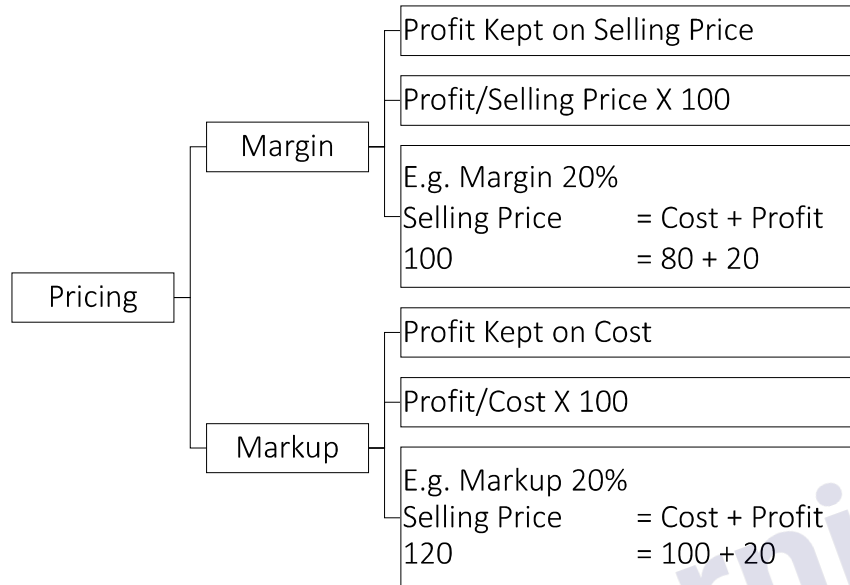 Profit Kept on Selling Price
Profit/Selling Price X 100
Margin
E.g. Margin 20%
Selling Price = Cost + Profit
100 = 80 + 20
Pricing
Profit Kept on Cost
Profit/Cost X 100
Markup
E.g. Markup 20%
Selling Price = Cost + Profit
120 = 100 + 20